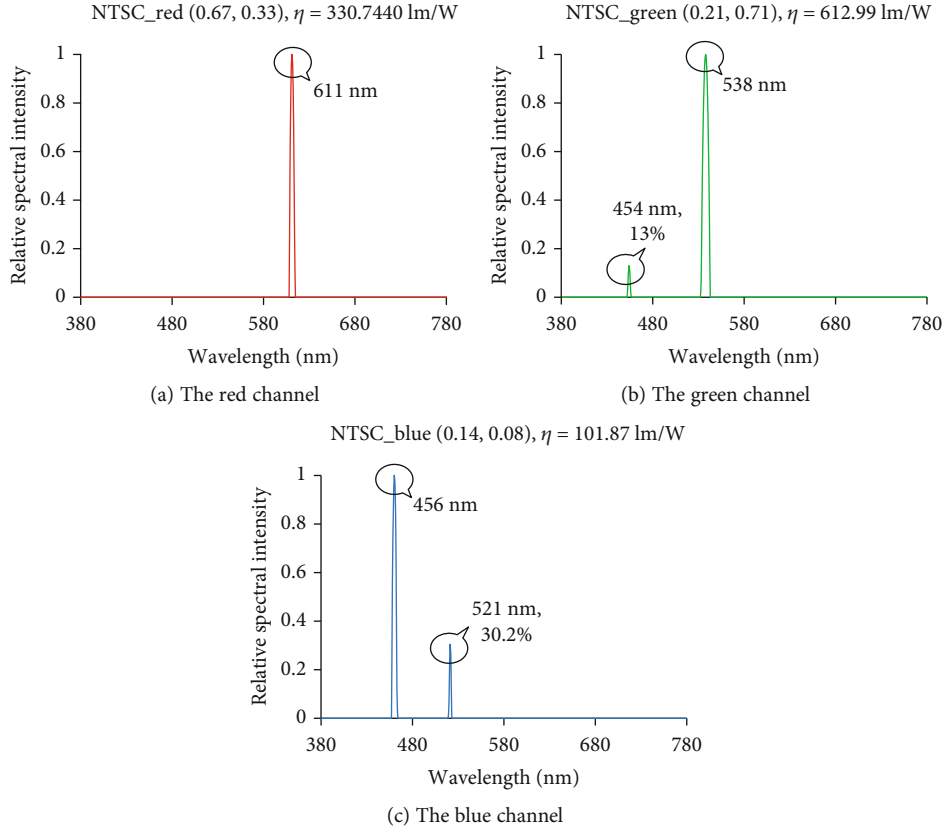 NTSC_red (0.67, 0.33), η = 330.7440 lm/W
Relative spectral intensity
1
0.8
0.6
0.4
0.2
0
611 nm
380 480 580 680 780
Wavelength (nm)
(a) The red channel
NTSC_green (0.21, 0.71), η = 612.99 lm/W
Relative spectral intensity
1
0.8
0.6
0.4
0.2
0
538 nm
454 nm,
13%
380 480 580 680 780
Wavelength (nm)
(b) The green channel
NTSC_blue (0.14, 0.08), η = 101.87 lm/W
Relative spectral intensity
1
0.8
0.6
0.4
0.2
0
456 nm
521 nm,
30.2%
380 480 580 680 780
Wavelength (nm)
(c) The blue channel